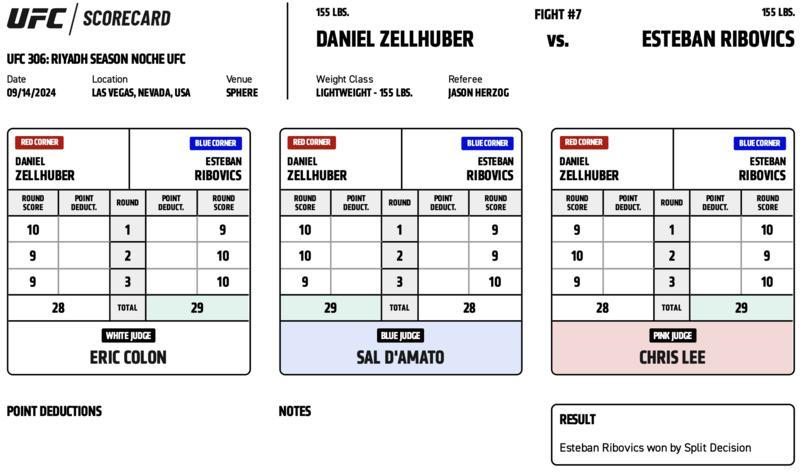 UFC / SCORECARD
UFC 306: RIYADH SEASON NOCHE UFC
Date Location Venue
09/14/2024 LAS VEGAS, NEVADA, USA SPHERE
155 LBS. FIGHT #7 155 LBS.
DANIEL ZELLHUBER VS. ESTEBAN RIBOVICS
Weight Class Referee
LIGHTWEIGHT - 155 LBS. JASON HERZOG
RED CORNER BLUE CORNER
DANIEL ESTEBAN
ZELLHUBER RIBOVICS
ROUND POINT ROUND POINT ROUND
SCORE DEDUCT. DEDUCT. SCORE
10 1 9
9 2 10
9 3 10
28 TOTAL 29
WHITE JUDGE
ERIC COLON
RED CORNER BLUE CORNER
DANIEL ESTEBAN
ZELLHUBER RIBOVICS
ROUND POINT ROUND POINT ROUND
SCORE DEDUCT. DEDUCT. SCORE
10 1 9
10 2 9
9 3 10
29 TOTAL 28
BLUE JUDGE
SAL D'AMATO
RED CORNER BLUE CORNER
DANIEL ESTEBAN
ZELLHUBER RIBOVICS
ROUND POINT ROUND POINT ROUND
SCORE DEDUCT. DEDUCT. SCORE
9 1 10
10 2 9
9 3 10
28 TOTAL 29
PINK JUDGE
CHRIS LEE
POINT DEDUCTIONS
NOTES
RESULT
Esteban Ribovics won by Split Decision